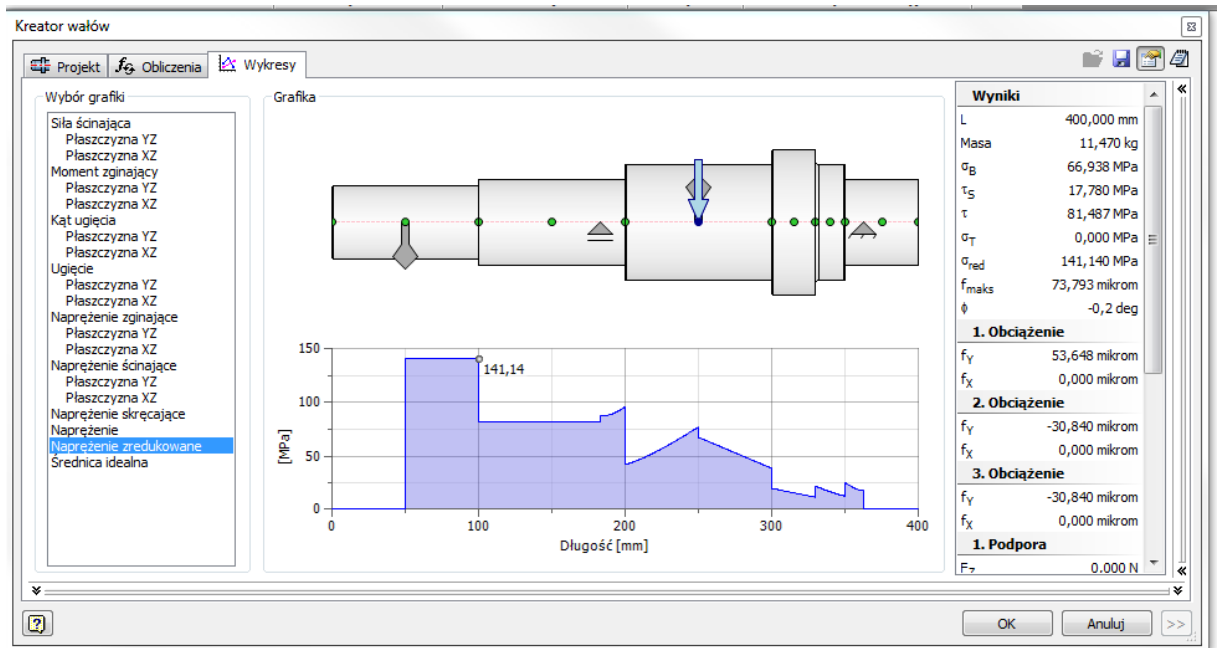 Kreator wałów
Projekt
Obliczenia
Wykresy
Wybór grafiki
Siła ścinająca
Płaszczyzna YZ
Płaszczyzna XZ
Moment zginający
Płaszczyzna YZ
Płaszczyzna XZ
Kąt ugięcia
Płaszczyzna YZ
Płaszczyzna XZ
Ugięcie
Płaszczyzna YZ
Płaszczyzna XZ
Naprężenie zginające
Płaszczyzna YZ
Płaszczyzna XZ
Naprężenie ścinające
Płaszczyzna YZ
Płaszczyzna XZ
Naprężenie skręcające
Naprężenie
Naprężenie zredukowane
Średnica idealna
Grafika
150
100
50
0
[MPa]
141,14
0 100 200 300 400
Długość [mm]
Wyniki
L 400,000 mm
Masa 11,470 kg
σB 66,938 MPa
τS 17,780 MPa
τ 81,487 MPa
σT 0,000 MPa
σred 141,140 MPa
fmaks 73,793 mikrom
ϕ -0,2 deg
1. Obciążenie
fY 53,648 mikrom
fX 0,000 mikrom
2. Obciążenie
fY -30,840 mikrom
fX 0,000 mikrom
3. Obciążenie
fY -30,840 mikrom
fX 0,000 mikrom
1. Podpora
FZ 0.000 N
OK
Anuluj
>>